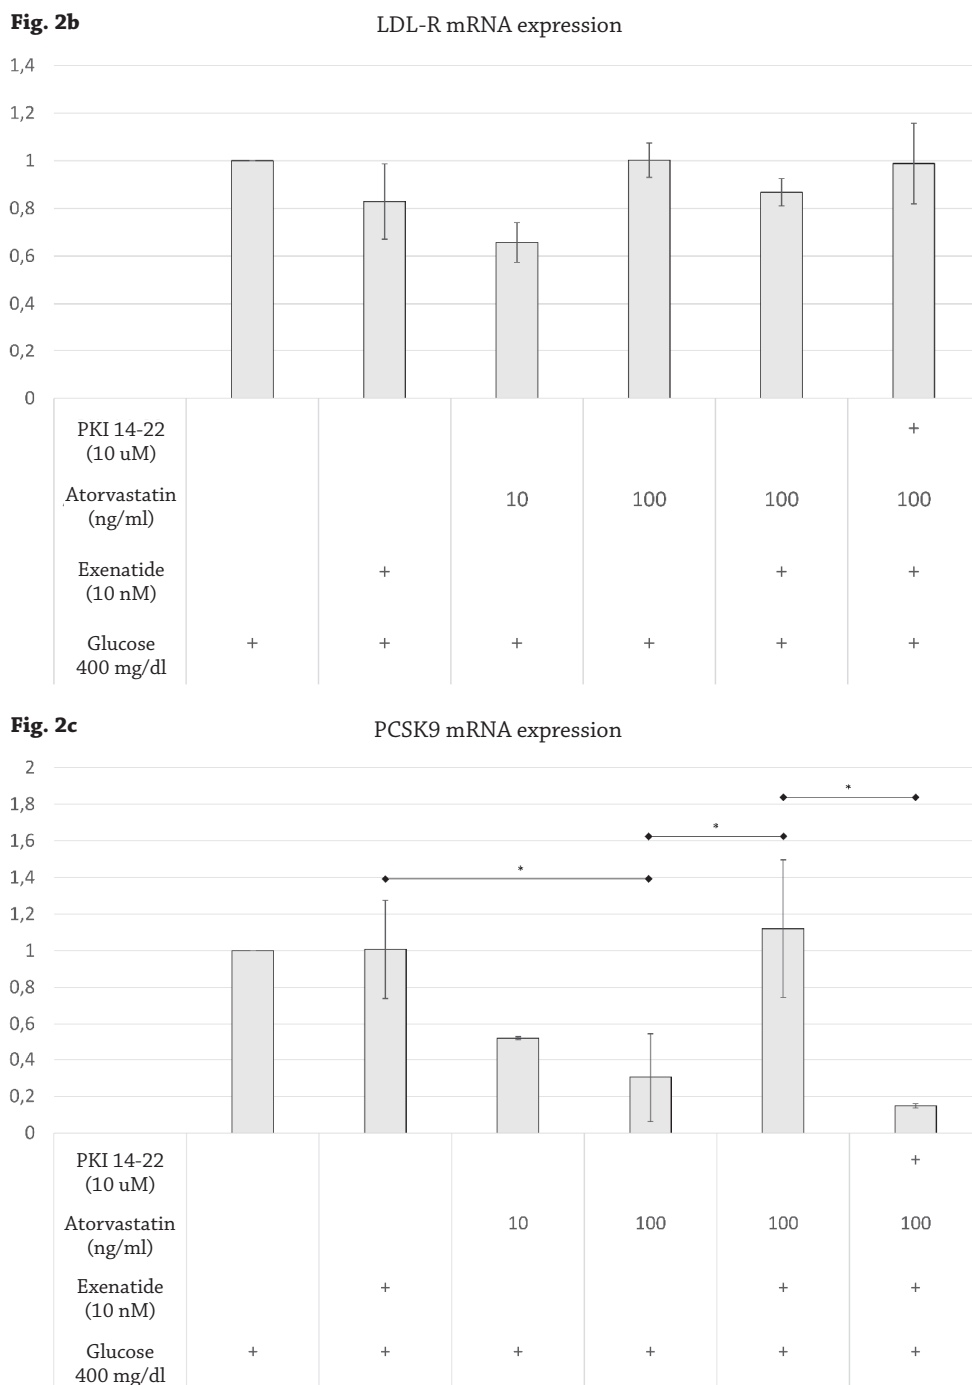 Fig. 2b
LDL-R mRNA expression
1,4
1,2
1
0,8
0,6
0,4
0,2
0
PKI 14-22
(10 uM)
+
Atorvastatin
(ng/ml)
10 100 100 100
Exenatide
(10 nM)
+ + +
Glucose
400 mg/dl
+ + + + + +
Fig. 2c
PCSK9 mRNA expression
2
1,8
1,6
1,4
1,2
1
0,8
0,6
0,4
0,2
0
*
*
*
PKI 14-22
(10 uM)
+
Atorvastatin
(ng/ml)
10 100 100 100
Exenatide
(10 nM)
+ + +
Glucose
400 mg/dl
+ + + + + +